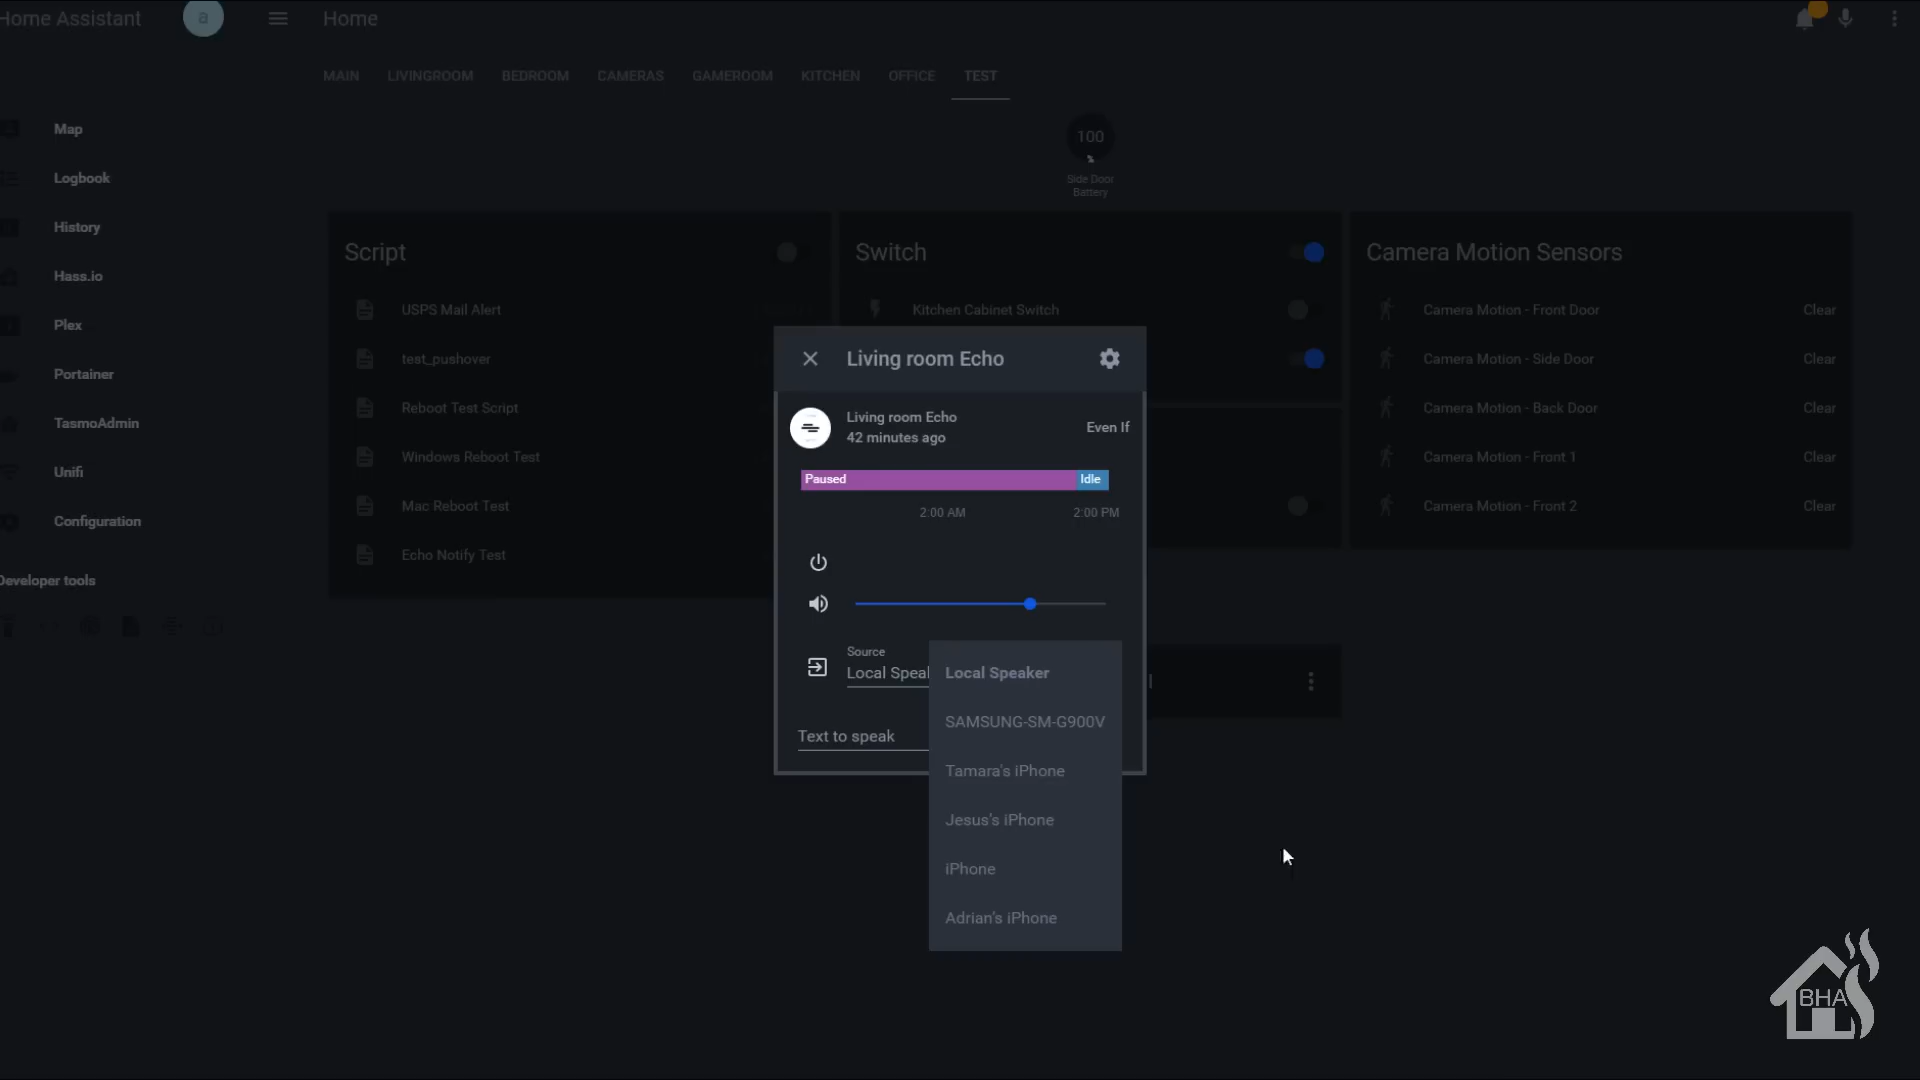 Home Assistant
a
Home
MAIN
LIVINGROOM
BEDROOM
CAMERAS
GAMEROOM
KITCHEN
OFFICE
TEST
Map
Logbook
History
Hass.io
Plex
Portainer
TasmoAdmin
Unifi
Configuration
Developer tools
100
Side Door
Battery
Script
USPS Mail Alert
test_pushover
Reboot Test Script
Windows Reboot Test
Mac Reboot Test
Echo Notify Test
Switch
Kitchen Cabinet Switch
Camera Motion Sensors
Camera Motion - Front Door Clear
Camera Motion - Side Door Clear
Camera Motion - Back Door Clear
Camera Motion - Front 1 Clear
Camera Motion - Front 2 Clear
Living room Echo
Living room Echo
42 minutes ago
Even If
Paused
Idle
2:00 AM
2:00 PM
Source
Local Speak
Text to speak
Local Speaker
SAMSUNG-SM-G900V
Tamara's iPhone
Jesus's iPhone
iPhone
Adrian's iPhone
BHA